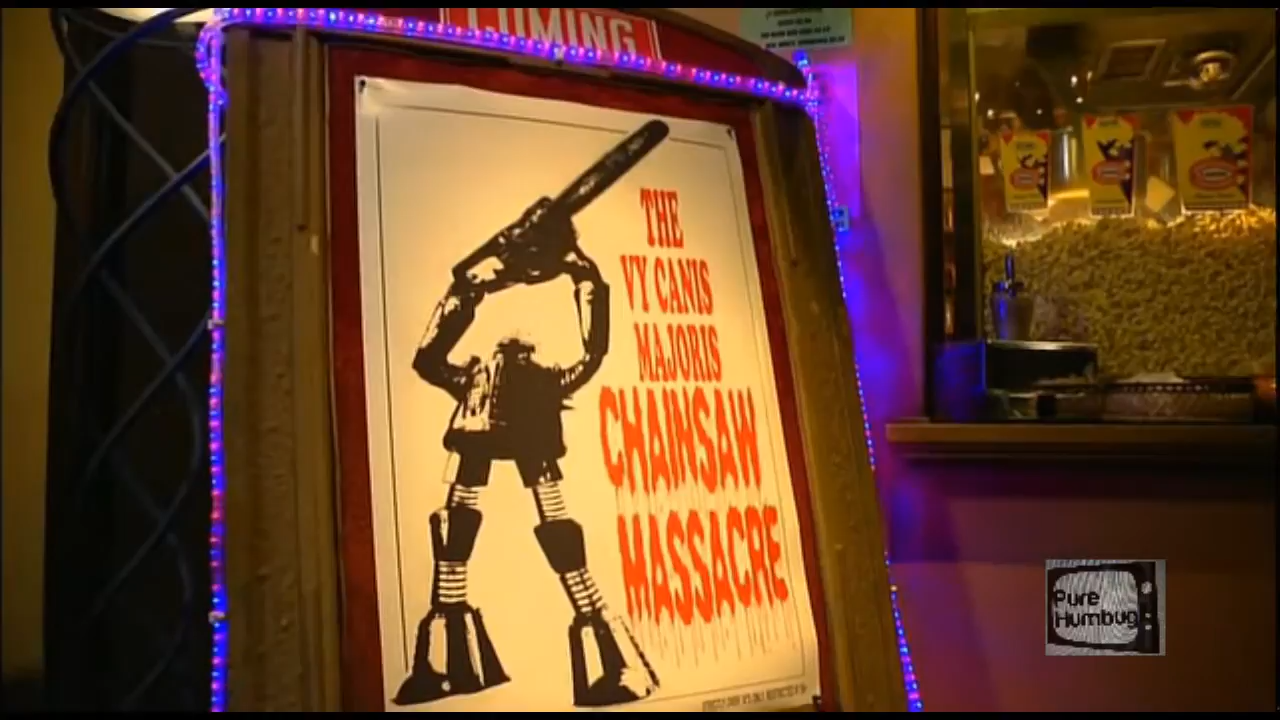 COMING
THE
VY CANIS
MAJORIS
CHAINSAW
MASSACRE
Pure
Humbug